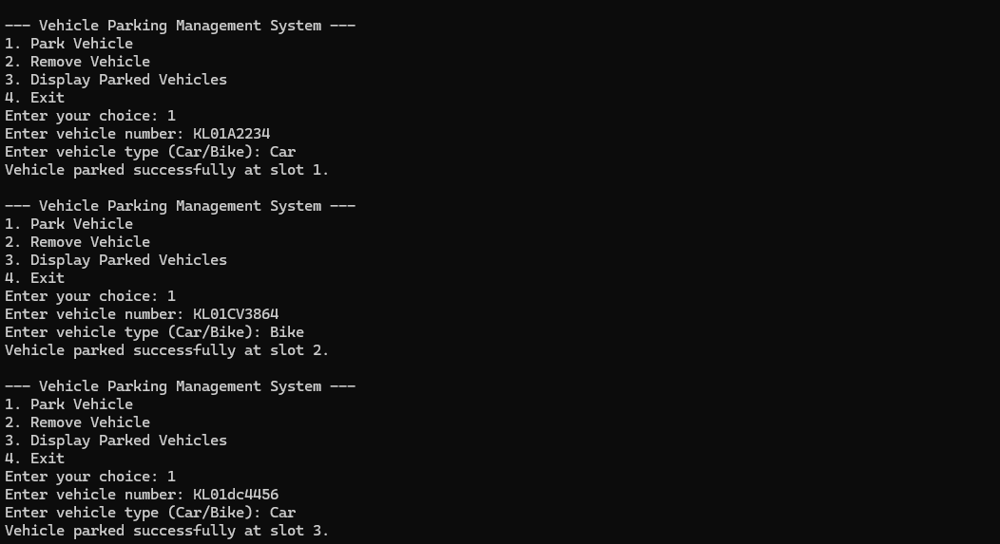 --- Vehicle Parking Management System ---
1. Park Vehicle
2. Remove Vehicle
3. Display Parked Vehicles
4. Exit
Enter your choice: 1
Enter vehicle number: KL01A2234
Enter vehicle type (Car/Bike): Car
Vehicle parked successfully at slot 1.

--- Vehicle Parking Management System ---
1. Park Vehicle
2. Remove Vehicle
3. Display Parked Vehicles
4. Exit
Enter your choice: 1
Enter vehicle number: KL01CV3864
Enter vehicle type (Car/Bike): Bike
Vehicle parked successfully at slot 2.

--- Vehicle Parking Management System ---
1. Park Vehicle
2. Remove Vehicle
3. Display Parked Vehicles
4. Exit
Enter your choice: 1
Enter vehicle number: KL01dc4456
Enter vehicle type (Car/Bike): Car
Vehicle parked successfully at slot 3.